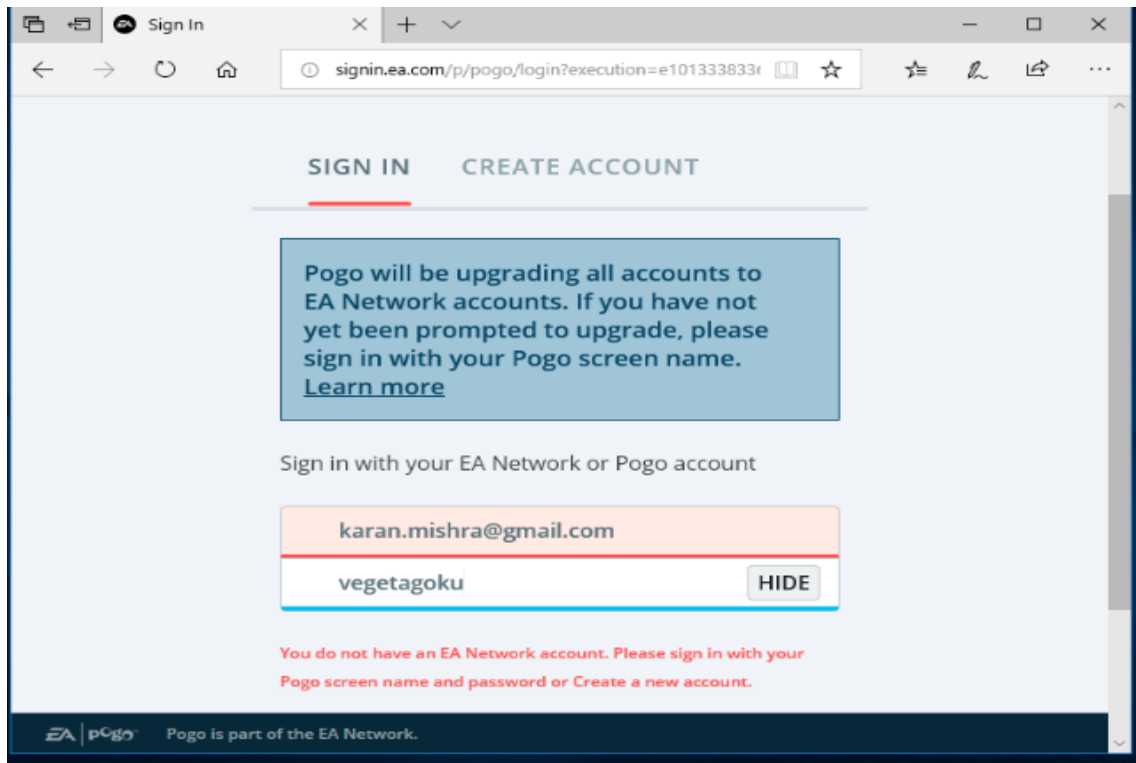 Sign In
signin.ea.com/p/pogo/login?execution=e101333833
SIGN IN CREATE ACCOUNT
Pogo will be upgrading all accounts to
EA Network accounts. If you have not
yet been prompted to upgrade, please
sign in with your Pogo screen name.
Learn more
Sign in with your EA Network or Pogo account
karan.mishra@gmail.com
vegetagoku HIDE
You do not have an EA Network account. Please sign in with your
Pogo screen name and password or Create a new account.
EA pogo Pogo is part of the EA Network.